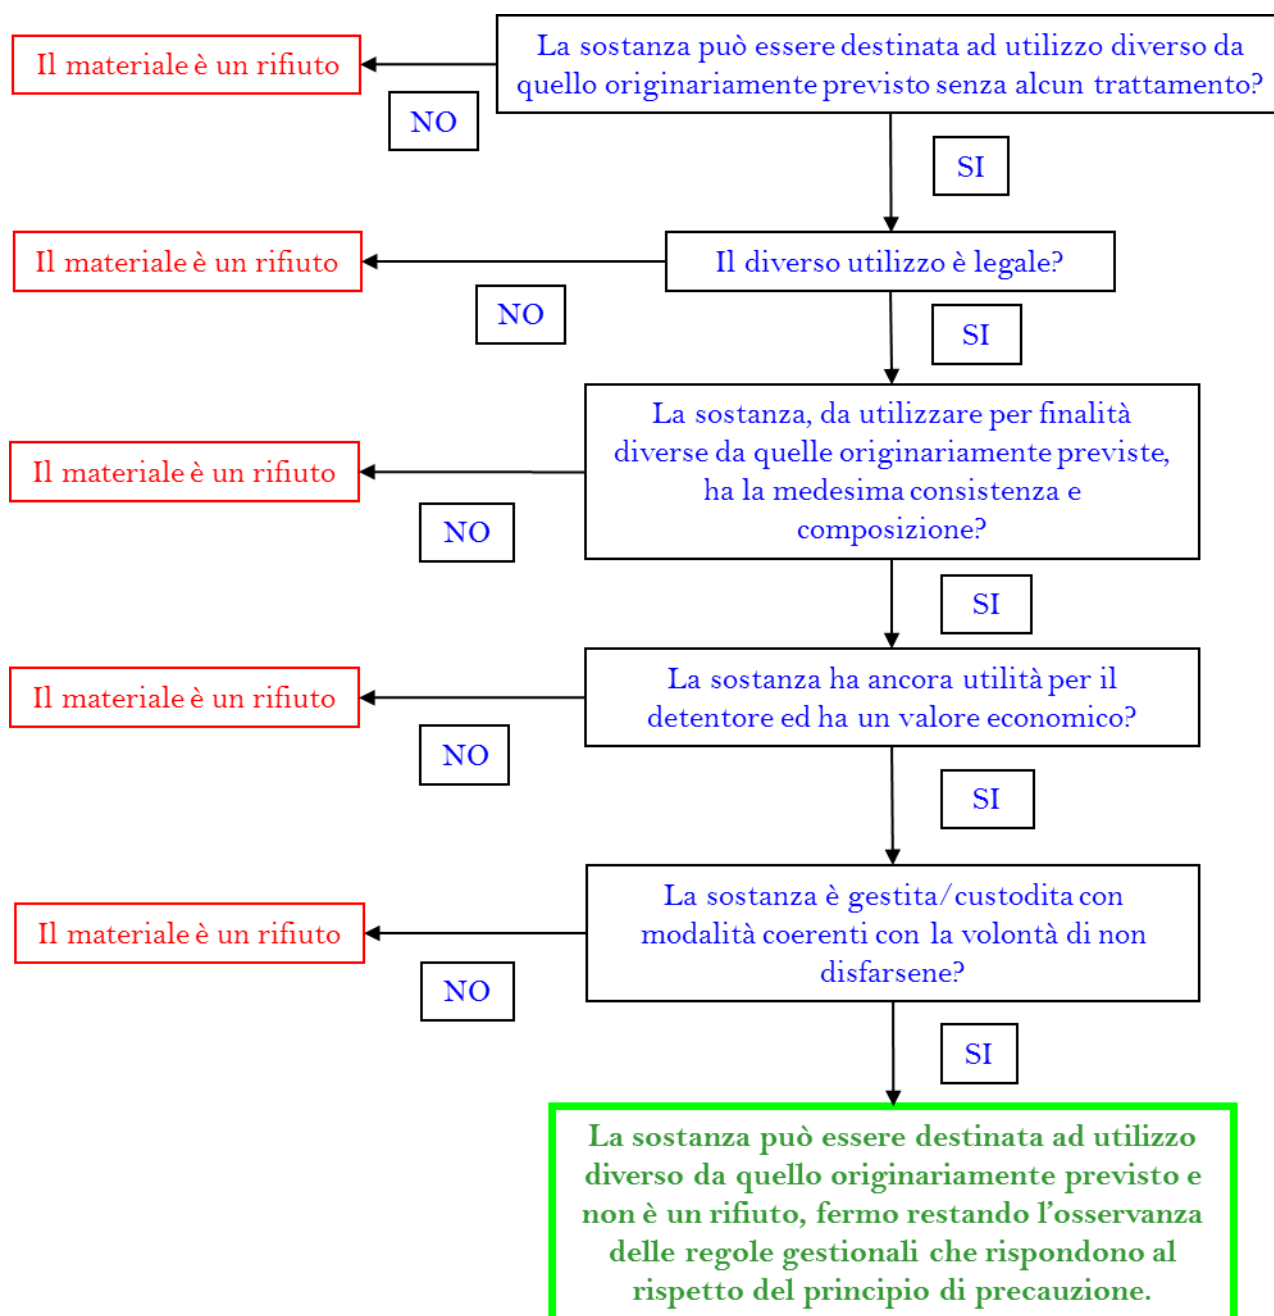 La sostanza può essere destinata ad utilizzo diverso da
quello originariamente previsto senza alcun trattamento?
Il materiale è un rifiuto
NO
SI
Il diverso utilizzo è legale?
Il materiale è un rifiuto
NO
SI
La sostanza, da utilizzare per finalità
diverse da quelle originariamente previste,
ha la medesima consistenza e
composizione?
Il materiale è un rifiuto
NO
SI
La sostanza ha ancora utilità per il
detentore ed ha un valore economico?
Il materiale è un rifiuto
NO
SI
La sostanza è gestita/custodita con
modalità coerenti con la volontà di non
disfarsene?
Il materiale è un rifiuto
NO
SI
La sostanza può essere destinata ad utilizzo
diverso da quello originariamente previsto e
non è un rifiuto, fermo restando l’osservanza
delle regole gestionali che rispondono al
rispetto del principio di precauzione.